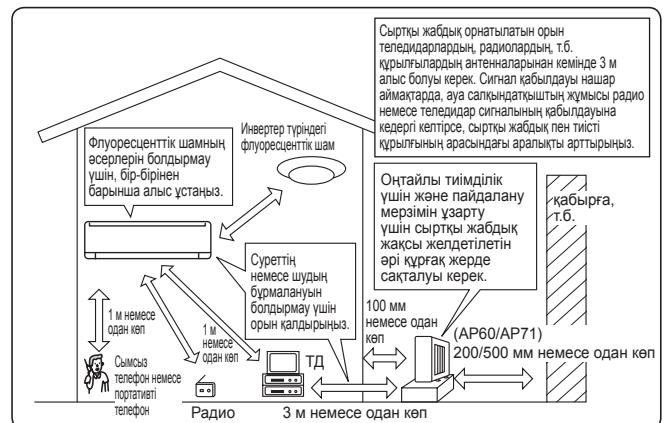 Сыртқы жабдық орнатылатын орын
теледидарлардың, радиолардың, т.б.
құрылғылардың антенналарынан кемінде 3 м
алыс болуы керек. Сигнал қабылдауы нашар
аймақтарда, ауа салқындатқыштың жұмысы радио
немесе теледидар сигналының қабылдауына
кедергі келтірсе, сыртқы жабдық пен тиісті
құрылғының арасындағы аралықты арттырыңыз.
Инвертер түріндегі
флуоресценттік шам
Флуоресценттік шамның
әсерлерін болдырмау
үшін, бір-бірінен
барынша алыс ұстаңыз.
Оңтайлы тиімділік
үшін және пайдалану
мерзімін ұзарту
үшін сыртқы жабдық
жақсы желдетілетін
әрі құрғақ жерде
сақталуы керек.
қабырға,
т.б.
Суреттің
немесе шудың
бұрмалануын
болдырмау үшін
орын қалдырыңыз.
1 м немесе
одан көп
1 м
немесе
одан көп
100 мм
немесе одан
көп
(AP60/AP71)
200/500 мм немесе одан көп
Сымсыз
телефон немесе
портативті
телефон
Радио
ТД
3 м немесе одан көп